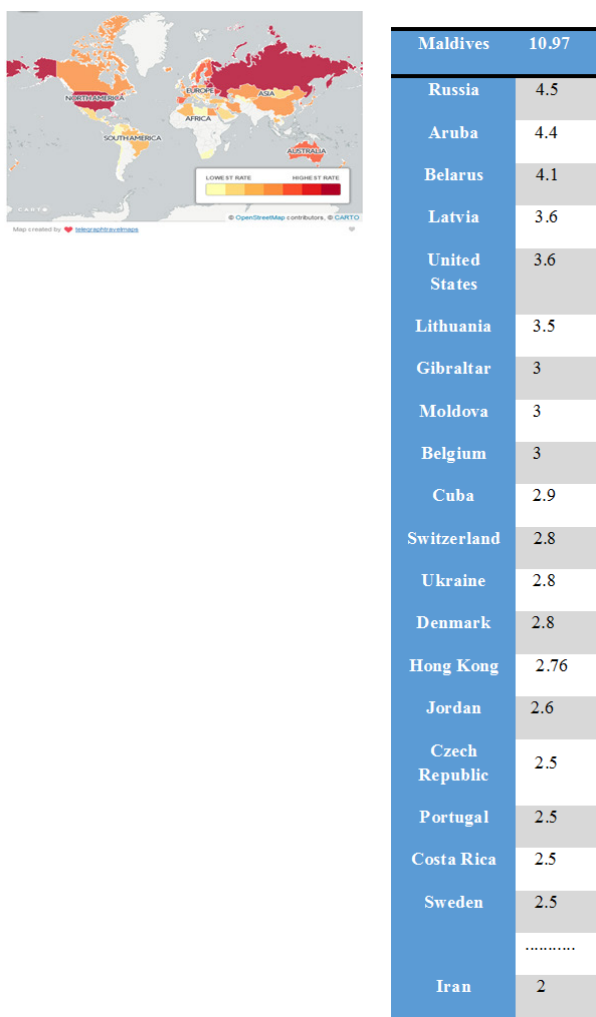 NORTH AMERICA
EUROPE
ASIA
AFRICA
SOUTH AMERICA
AUSTRALIA
LOWEST RATE HIGHEST RATE
CARTO
© OpenStreetMap contributors, © CARTO
Map created by telegraphtravelmaps
Maldives 10.97
Russia 4.5
Aruba 4.4
Belarus 4.1
Latvia 3.6
United
States 3.6
Lithuania 3.5
Gibraltar 3
Moldova 3
Belgium 3
Cuba 2.9
Switzerland 2.8
Ukraine 2.8
Denmark 2.8
Hong Kong 2.76
Jordan 2.6
Czech
Republic 2.5
Portugal 2.5
Costa Rica 2.5
Sweden 2.5
...........
Iran 2